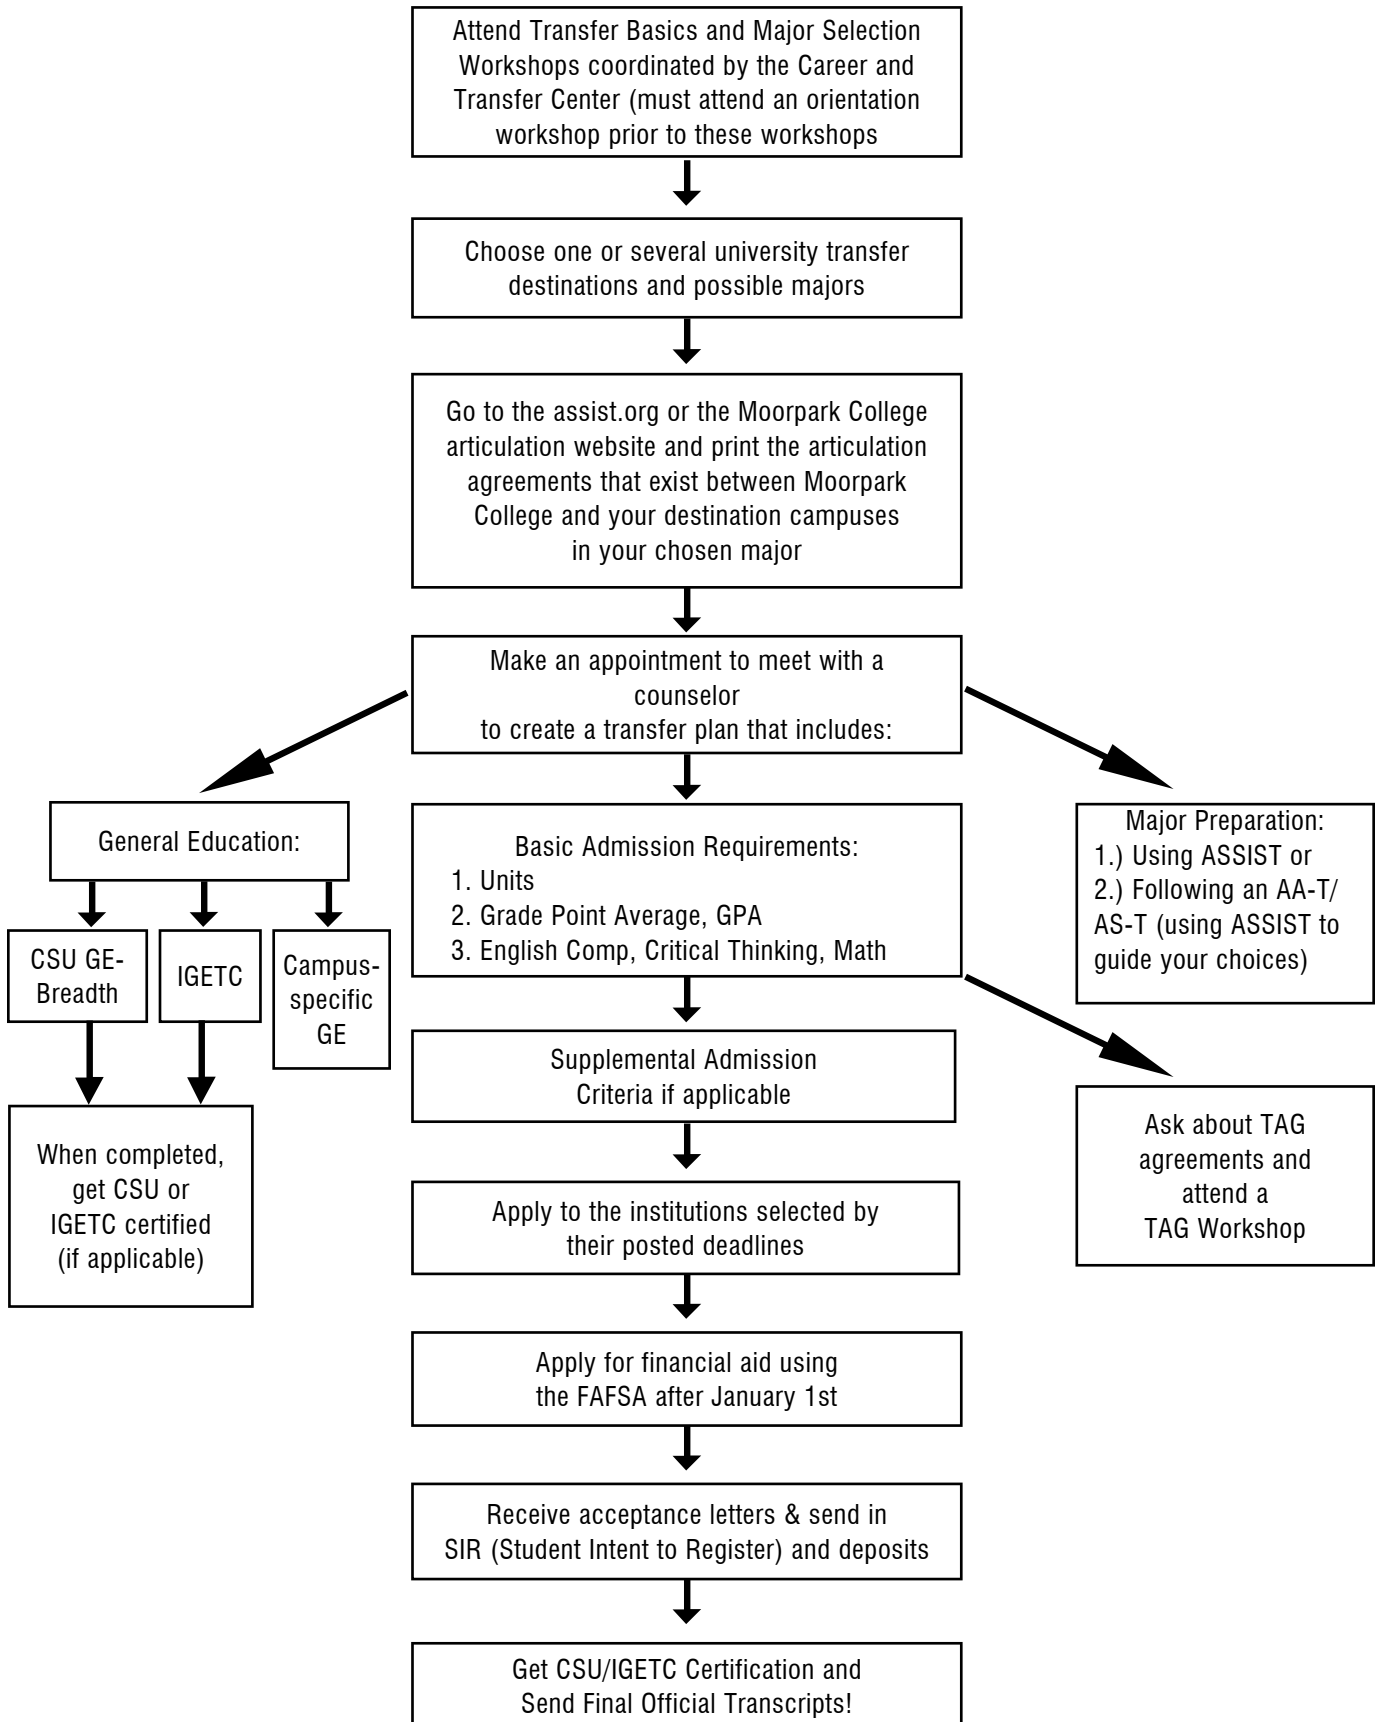 Attend Transfer Basics and Major Selection
Workshops coordinated by the Career and
Transfer Center (must attend an orientation
workshop prior to these workshops
Choose one or several university transfer
destinations and possible majors
Go to the assist.org or the Moorpark College
articulation website and print the articulation
agreements that exist between Moorpark
College and your destination campuses
in your chosen major
Make an appointment to meet with a
counselor
to create a transfer plan that includes:
General Education:
CSU GE-
Breadth
IGETC
Campus-
specific
GE
When completed,
get CSU or
IGETC certified
(if applicable)
Basic Admission Requirements:
1. Units
2. Grade Point Average, GPA
3. English Comp, Critical Thinking, Math
Major Preparation:
1.) Using ASSIST or
2.) Following an AA-T/
AS-T (using ASSIST to
guide your choices)
Supplemental Admission
Criteria if applicable
Ask about TAG
agreements and
attend a
TAG Workshop
Apply to the institutions selected by
their posted deadlines
Apply for financial aid using
the FAFSA after January 1st
Receive acceptance letters & send in
SIR (Student Intent to Register) and deposits
Get CSU/IGETC Certification and
Send Final Official Transcripts!